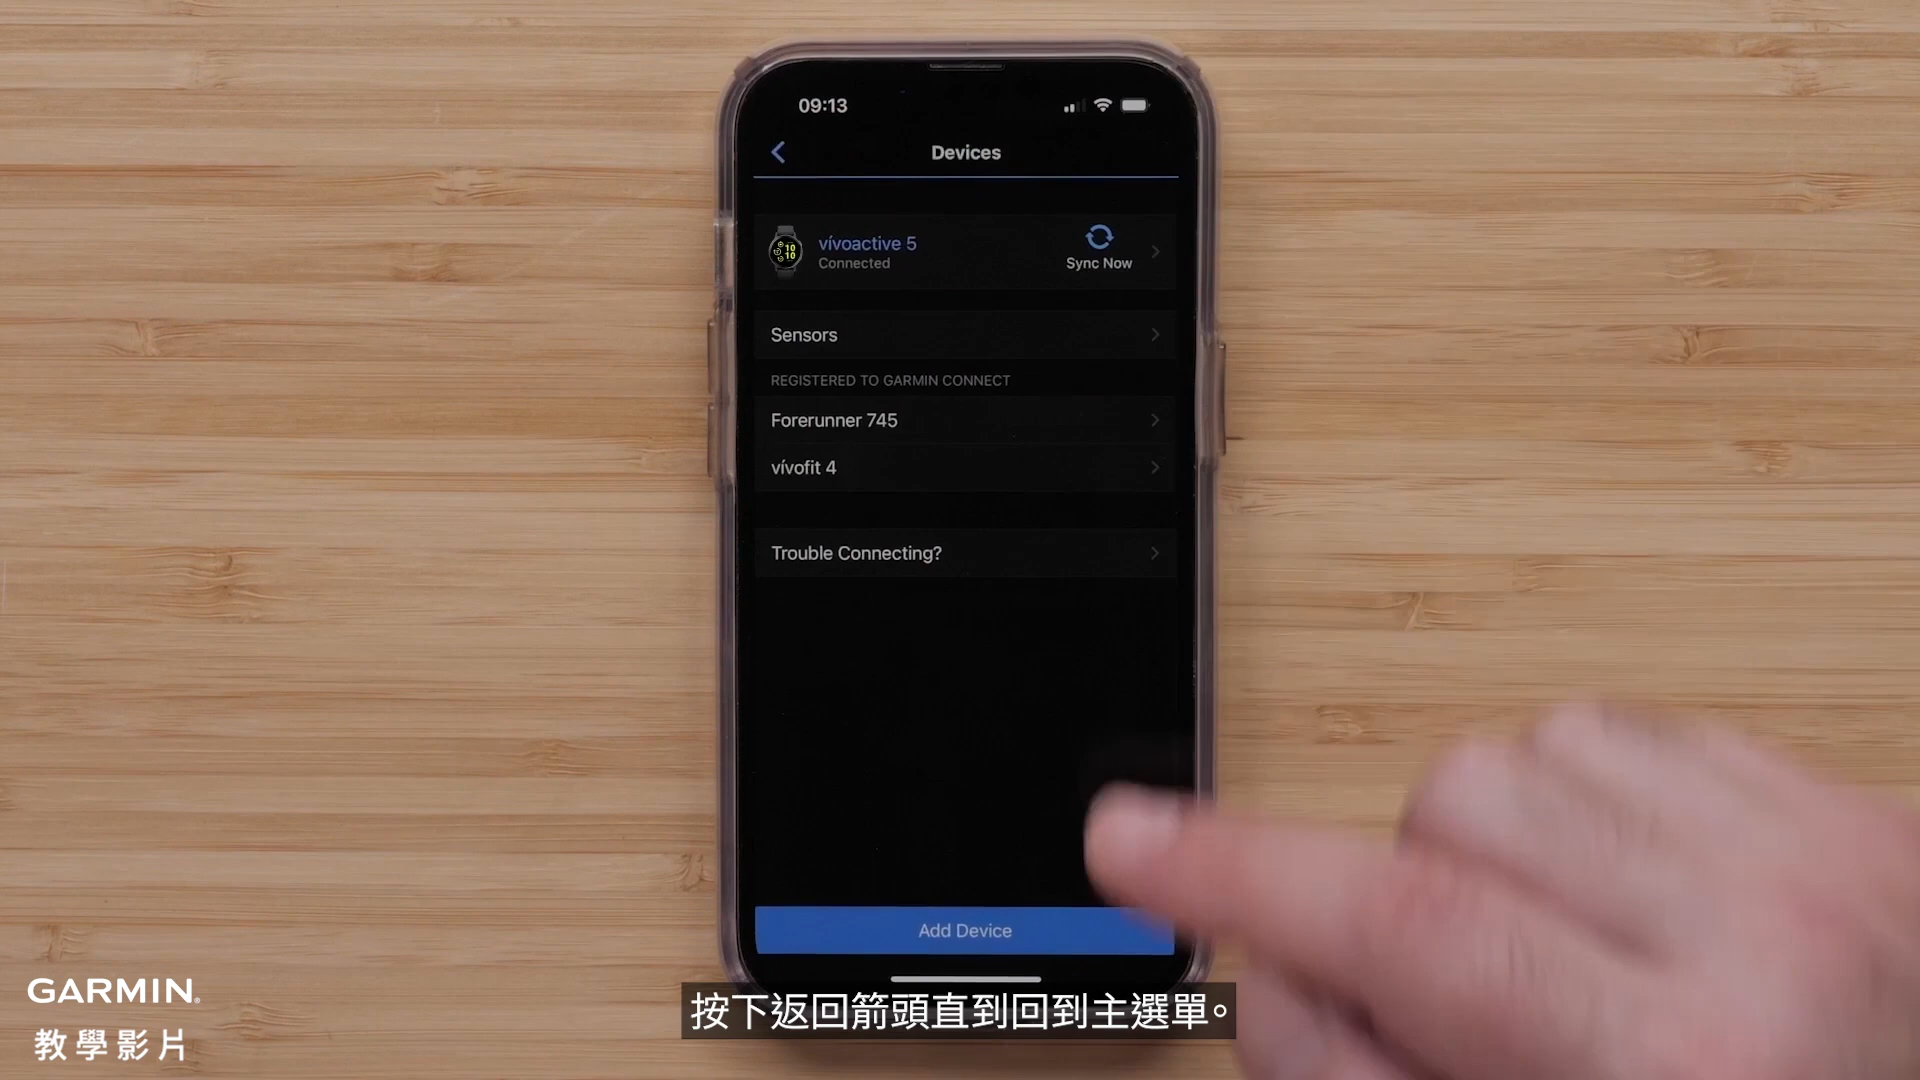 09:13
Devices
vívoactive 5
Connected
Sync Now
Sensors
REGISTERED TO GARMIN CONNECT
Forerunner 745
vívofit 4
Trouble Connecting?
Add Device
按下返回箭頭直到回到主選單。
GARMIN®
教學影片